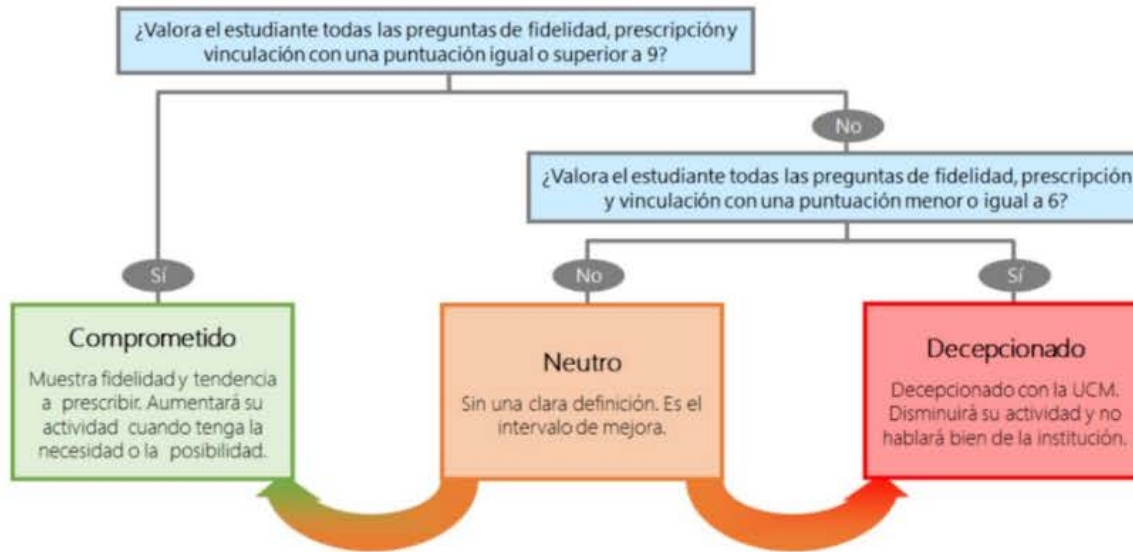 ¿Valora el estudiante todas las preguntas de fidelidad, prescripción y
vinculación con una puntuación igual o superior a 9?
No
¿Valora el estudiante todas las preguntas de fidelidad, prescripción
y vinculación con una puntuación menor o igual a 6?
Sí
No
Sí
Comprometido
Muestra fidelidad y tendencia
a prescribir. Aumentará su
actividad cuando tenga la
necesidad o la posibilidad.
Neutro
Sin una clara definición. Es el
intervalo de mejora.
Decepcionado
Decepcionado con la UCM.
Disminuirá su actividad y no
hablará bien de la institución.